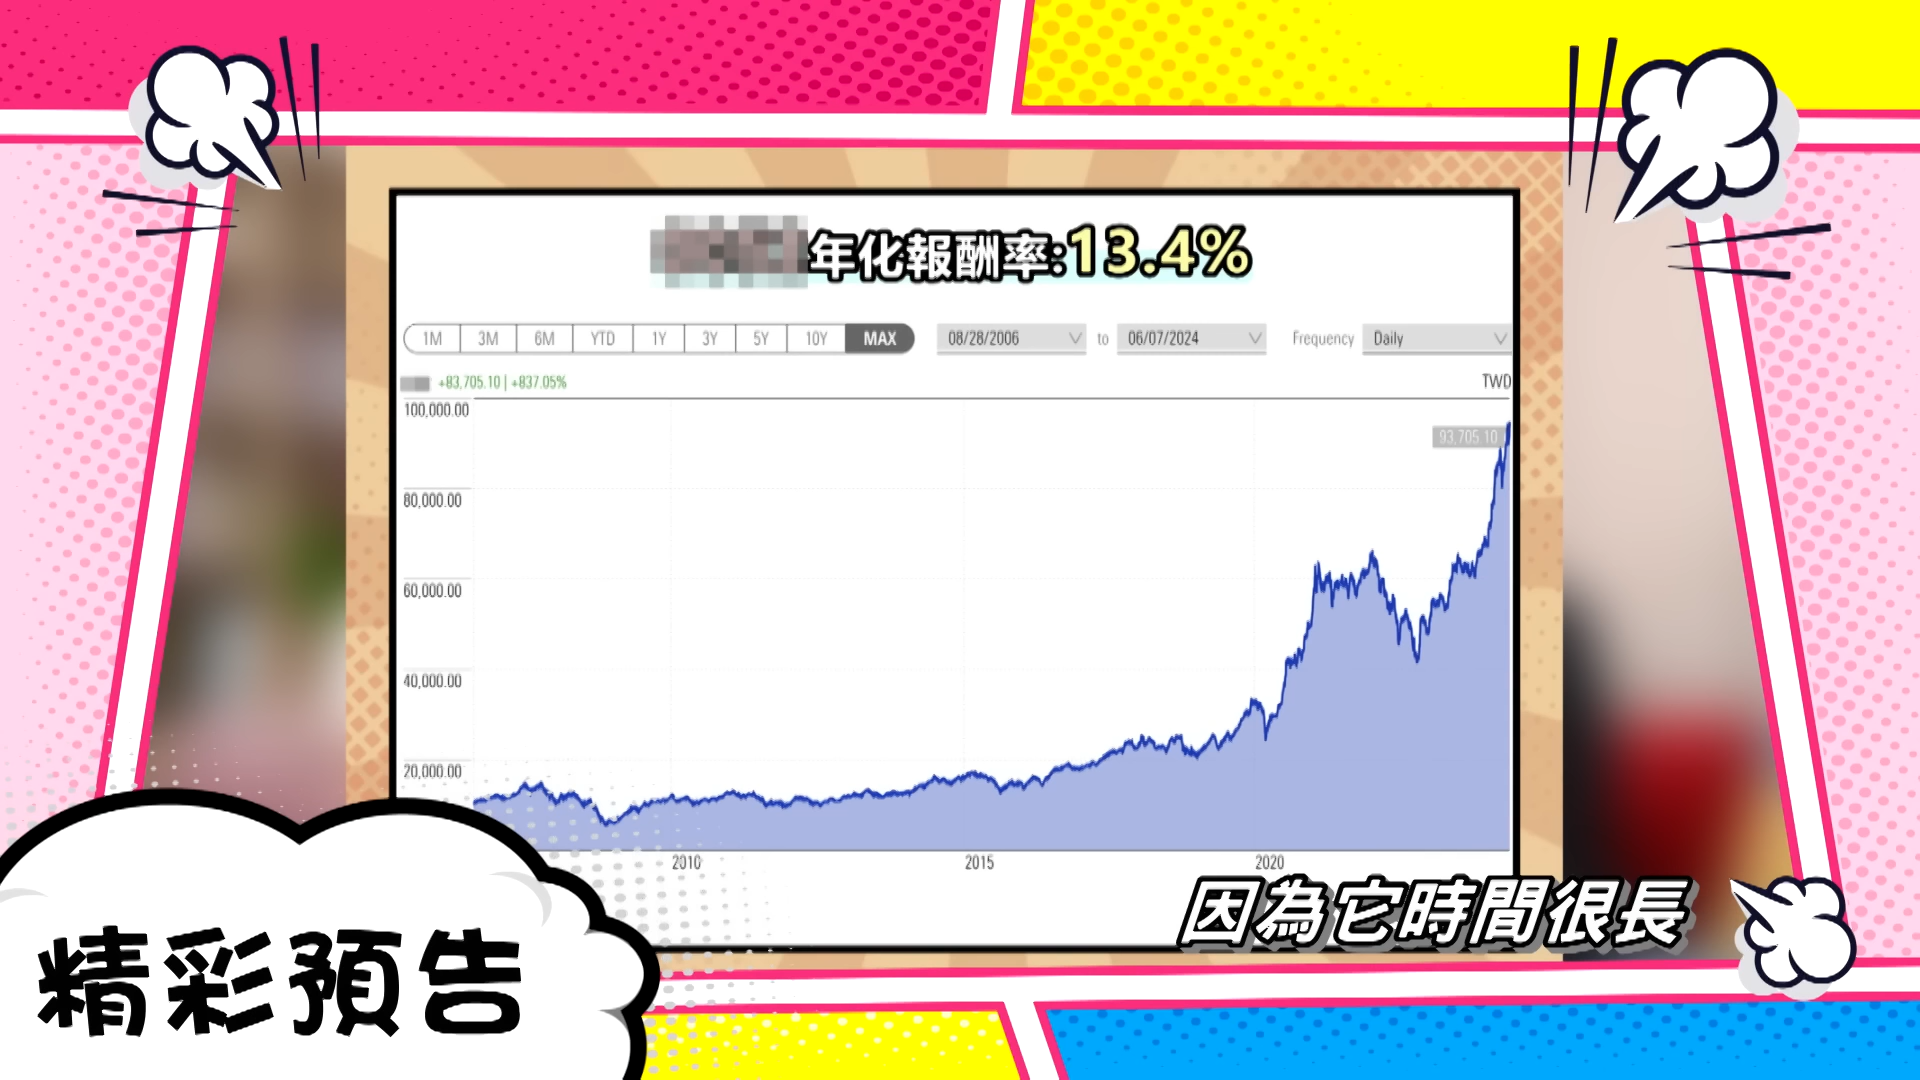 年化報酬率:13.4%
1M 3M 6M YTD 1Y 3Y 5Y 10Y MAX 08/28/2006 to 06/07/2024 Frequency Daily
+83,705.10 | +837.05% TWD
100,000.00
93,705.10
80,000.00
60,000.00
40,000.00
20,000.00
2010 2015 2020
因為它時間很長
精彩預告